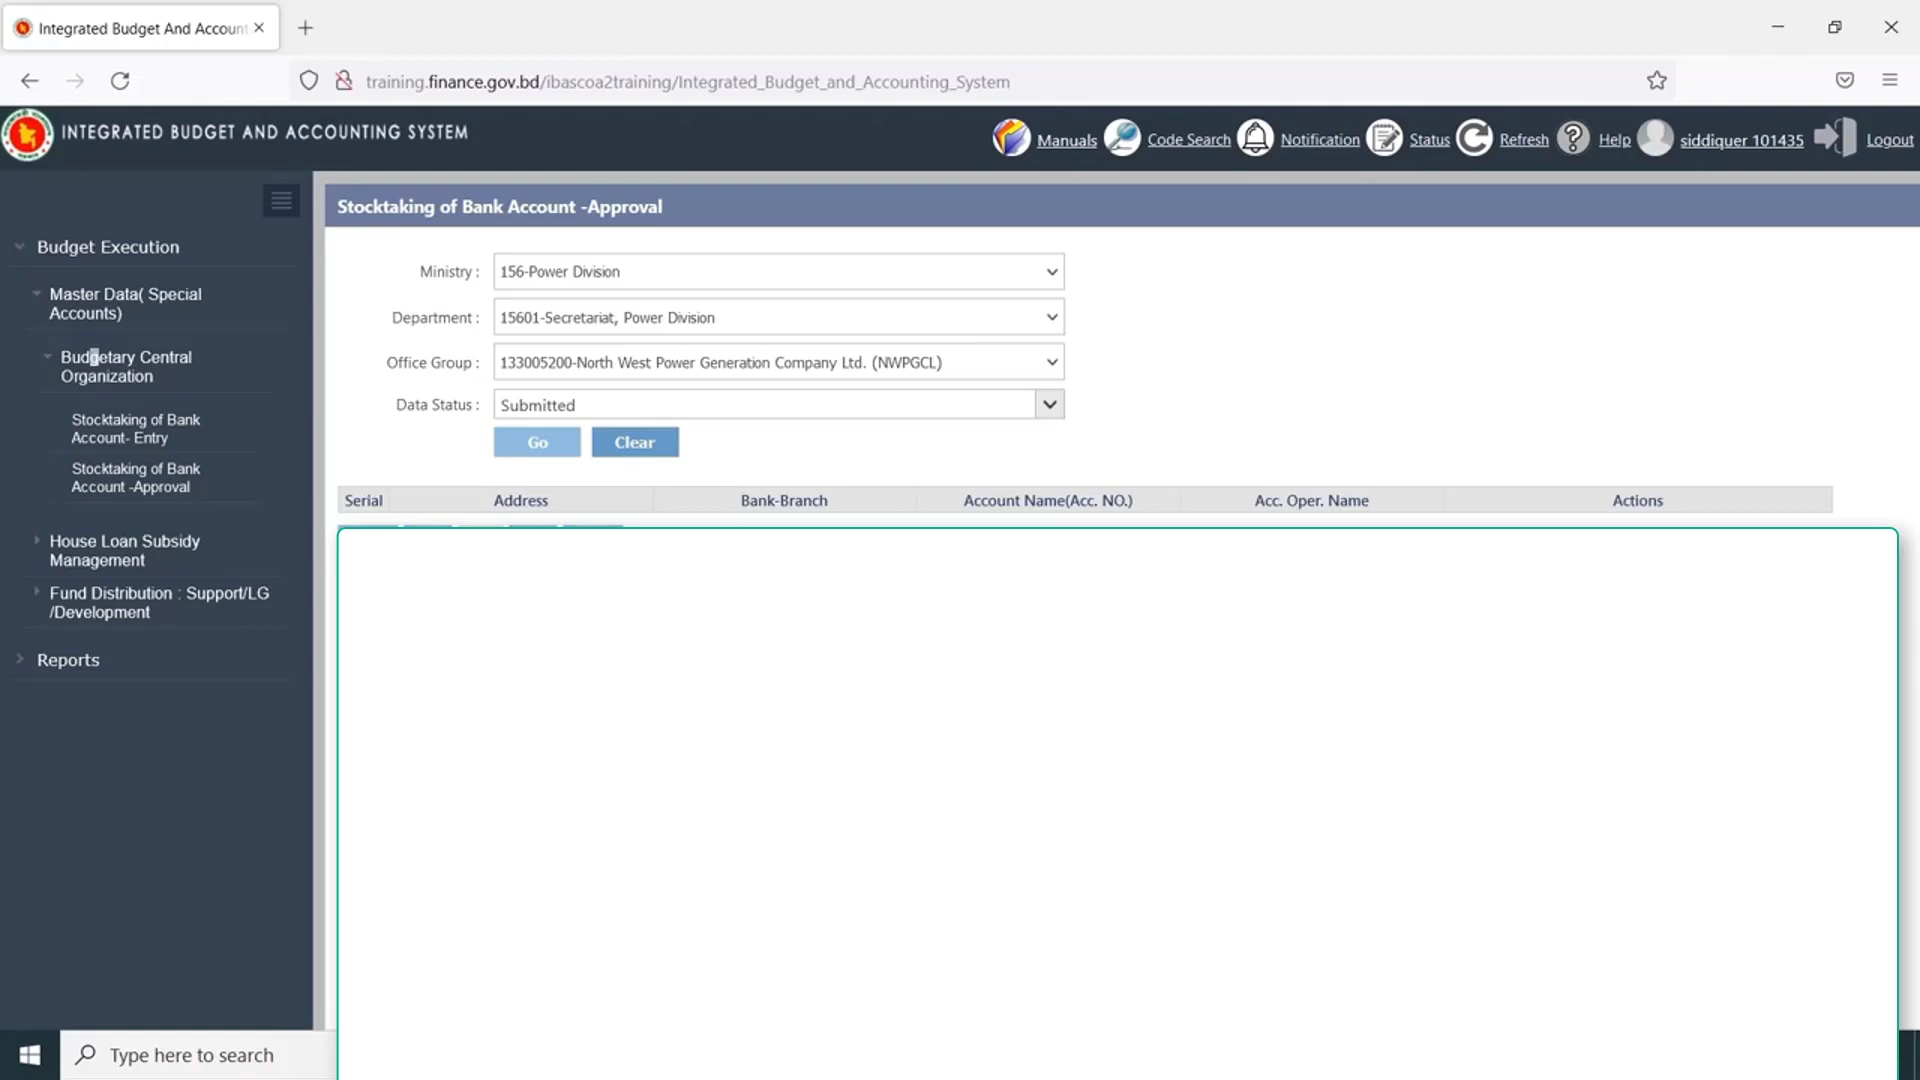 Integrated Budget And Account
training.finance.gov.bd/ibascoa2training/Integrated_Budget_and_Accounting_System
INTEGRATED BUDGET AND ACCOUNTING SYSTEM
Manuals Code Search Notification Status Refresh Help siddiquer 101435 Logout
Budget Execution
Master Data( Special
Accounts)
Budgetary Central
Organization
Stocktaking of Bank
Account- Entry
Stocktaking of Bank
Account -Approval
House Loan Subsidy
Management
Fund Distribution : Support/LG
/Development
Reports
Stocktaking of Bank Account -Approval
Ministry : 156-Power Division
Department : 15601-Secretariat, Power Division
Office Group : 133005200-North West Power Generation Company Ltd. (NWPGCL)
Data Status : Submitted
Go Clear
Serial Address Bank-Branch Account Name(Acc. NO.) Acc. Oper. Name Actions
Type here to search